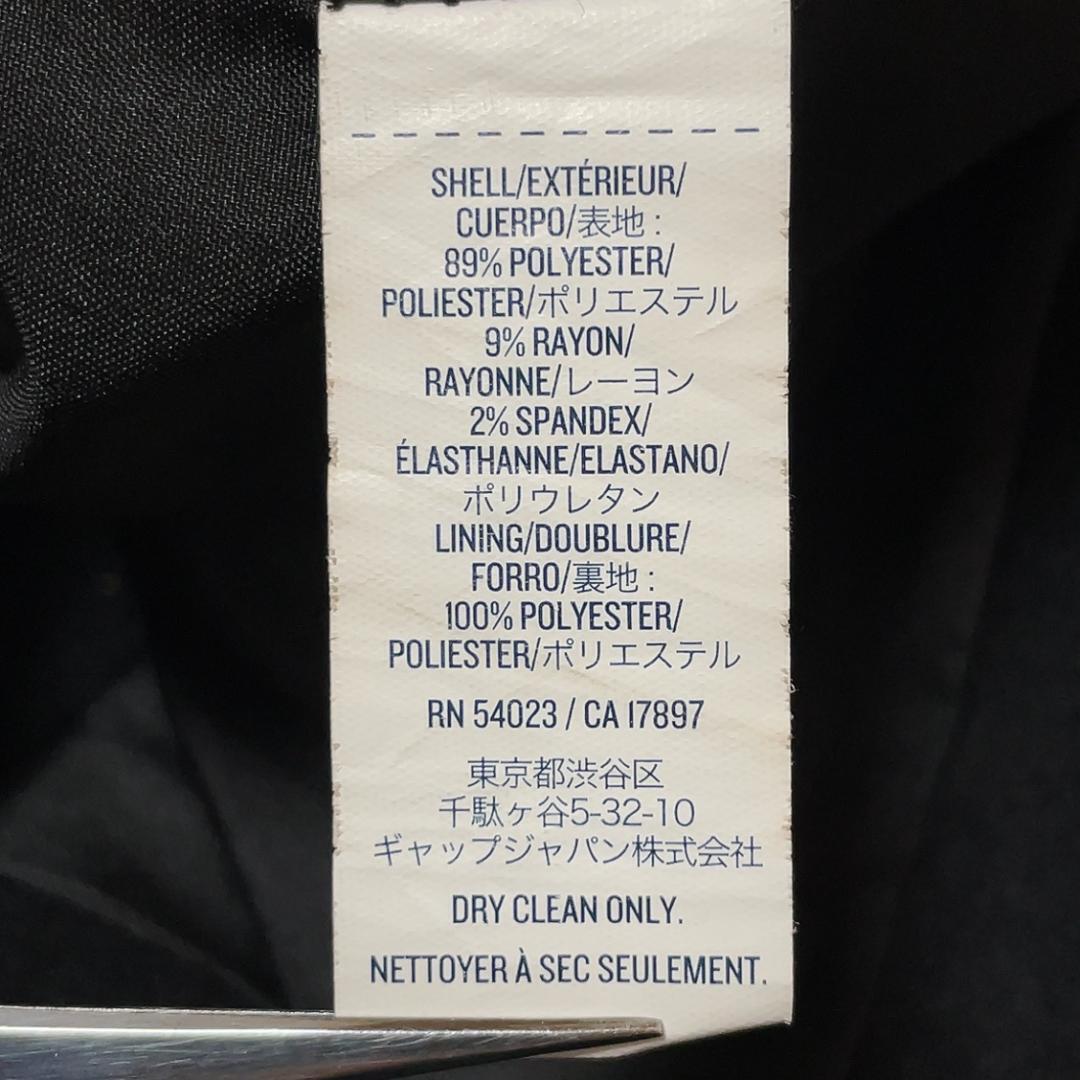 SHELL/EXTÉRIEUR/
CUERPO/表地 :
89% POLYESTER/
POLIESTER/ポリエステル
9% RAYON/
RAYONNE/レーヨン
2% SPANDEX/
ÉLASTHANNE/ELASTANO/
ポリウレタン
LINING/DOUBLURE/
FORRO/裏地 :
100% POLYESTER/
POLIESTER/ポリエステル
RN 54023 / CA 17897
東京都渋谷区
千駄ヶ谷5-32-10
ギャップジャパン株式会社
DRY CLEAN ONLY.
NETTOYER À SEC SEULEMENT.